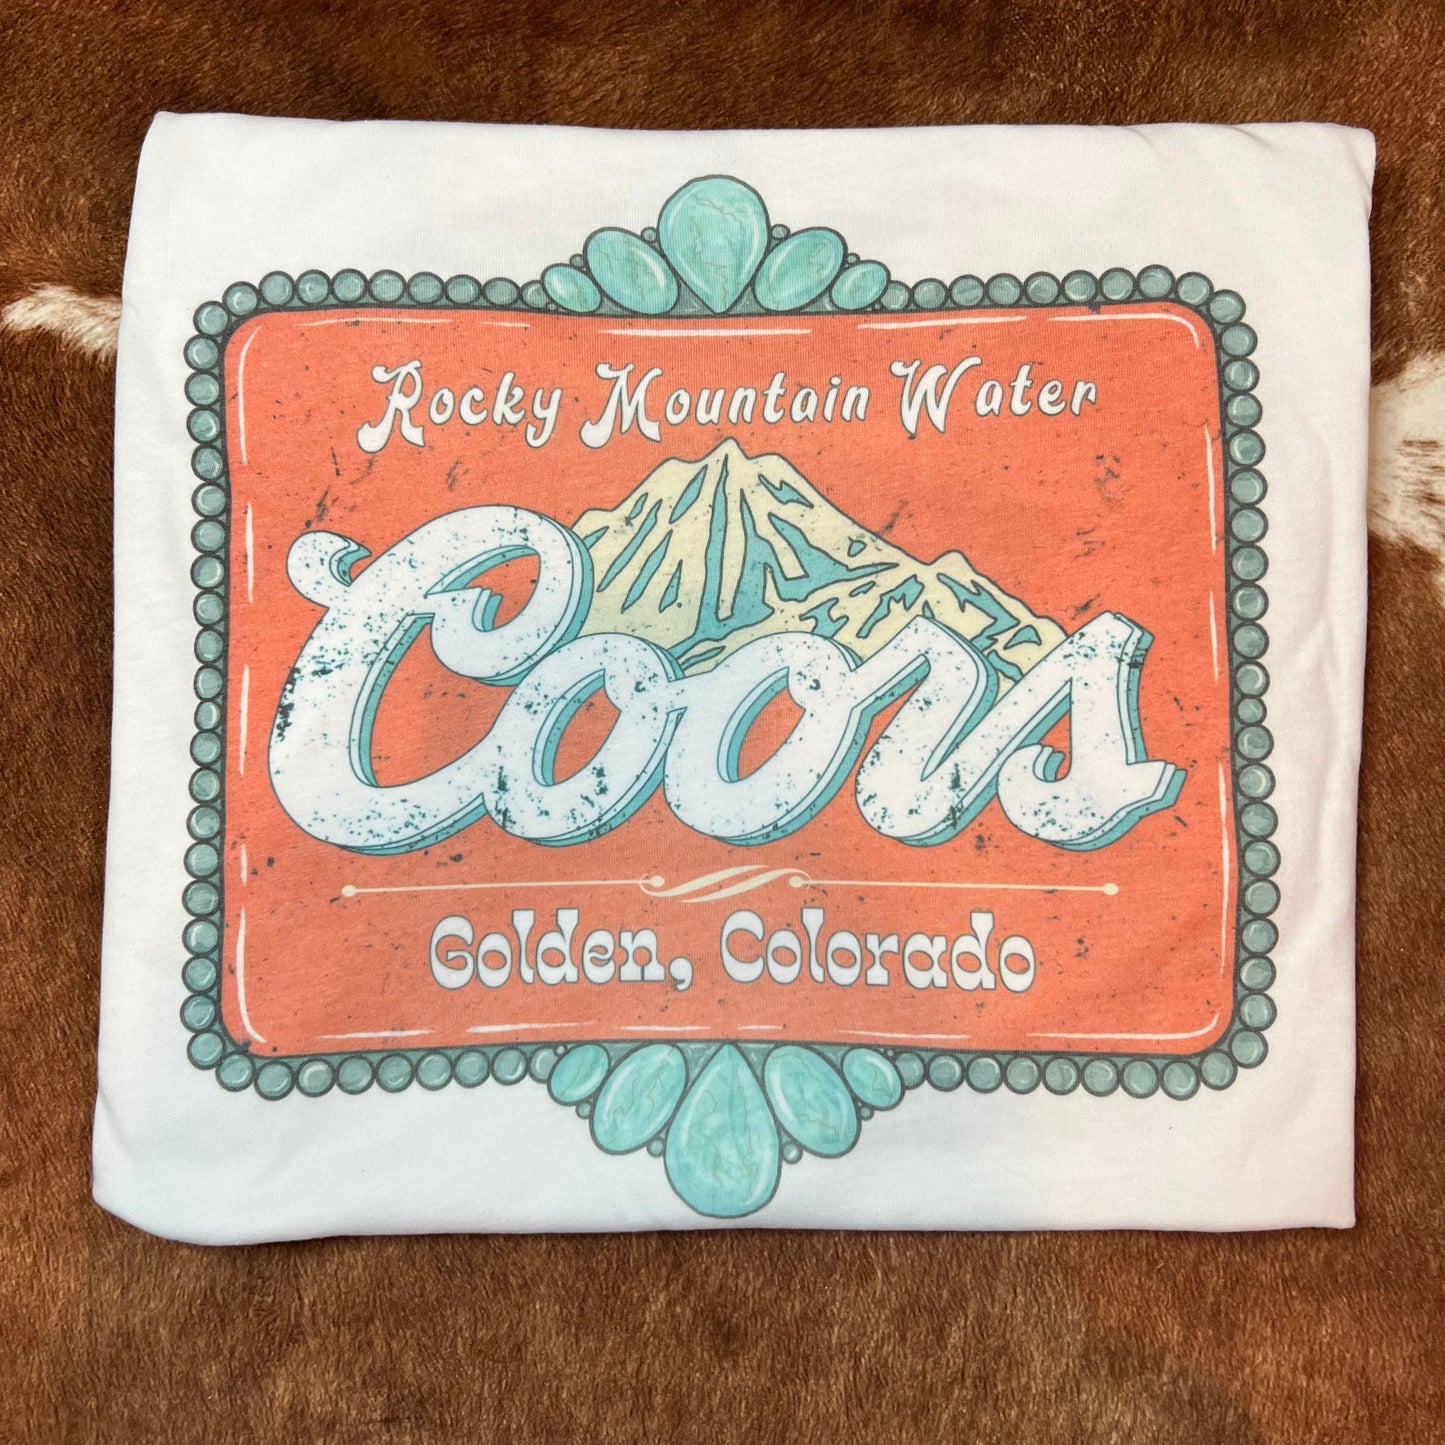 Rocky Mountain Water
Coors
Golden, Colorado